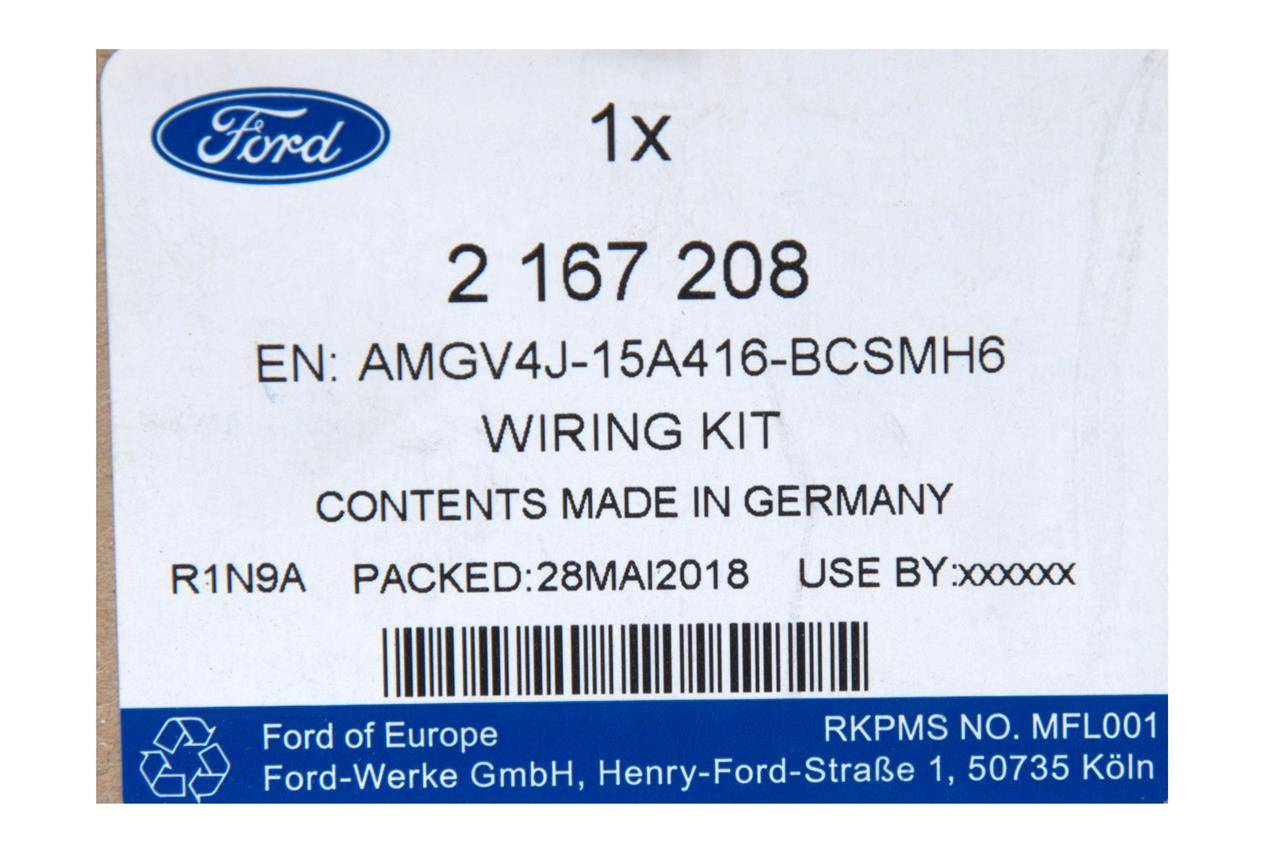 Ford
1x
2 167 208
EN: AMGV4J-15A416-BCSMH6
WIRING KIT
CONTENTS MADE IN GERMANY
R1N9A PACKED:28MAI2018 USE BY:xxxxxx
Ford of Europe RKPMS NO. MFL001
Ford-Werke GmbH, Henry-Ford-Straße 1, 50735 Köln